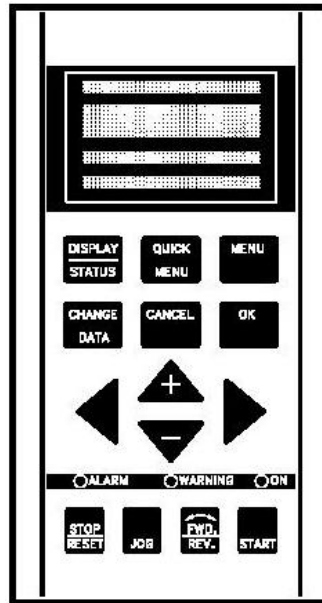 DISPLAY QUICK MENU
STATUS MENU
CHANGE CANCEL OK
DATA
+
−
ALARM WARNING ON
STOP FWD.
RESET JOG REV. START